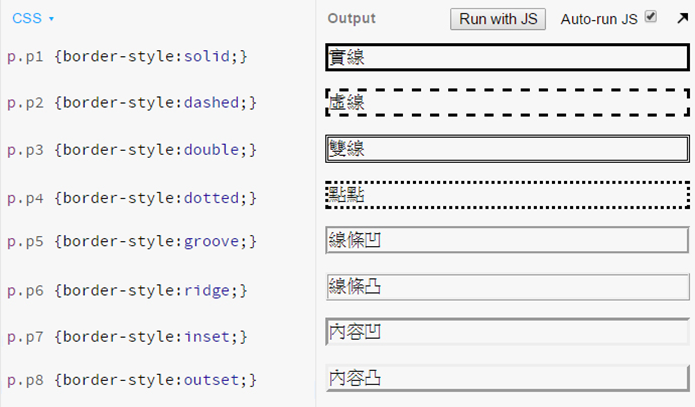 CSS
Output
Run with JS
Auto-run JS
p.p1 {border-style:solid;}
實線
p.p2 {border-style:dashed;}
虛線
p.p3 {border-style:double;}
雙線
p.p4 {border-style:dotted;}
點點
p.p5 {border-style:groove;}
線條凹
p.p6 {border-style:ridge;}
線條凸
p.p7 {border-style:inset;}
內容凹
p.p8 {border-style:outset;}
內容凸